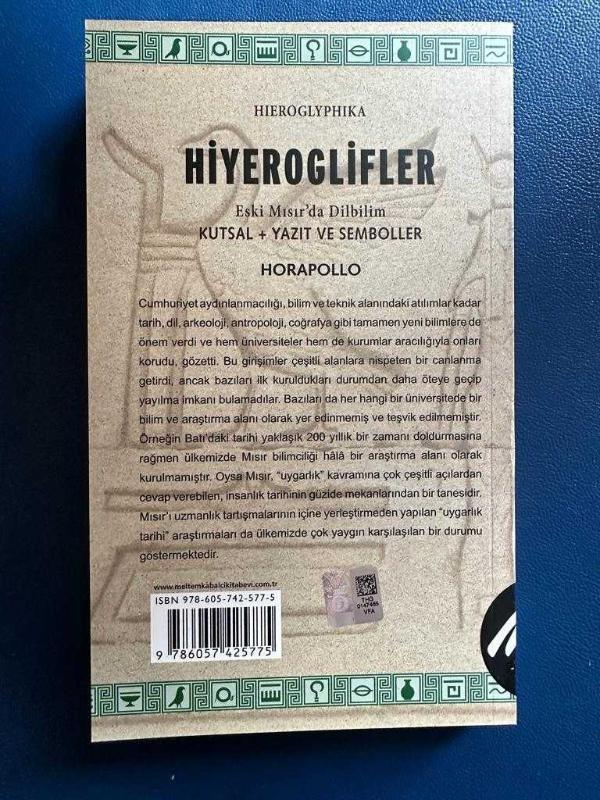 HIEROGLYPHIKA
HİYEROGLİFLER
Eski Mısır'da Dilbilim
KUTSAL + YAZIT VE SEMBOLLER
HORAPOLLO
Cumhuriyet aydınlanmacılığı, bilim ve teknik alanındaki atılımlar kadar
tarih, dil, arkeoloji, antropoloji, coğrafya gibi tamamen yeni bilimlere de
önem verdi ve hem üniversiteler hem de kurumlar aracılığıyla onları
korudu, gözetti. Bu girişimler çeşitli alanlara nispeten bir canlanma
getirdi, ancak bazıları ilk kuruldukları durumdan daha öteye geçip
yayılma imkanı bulamadılar. Bazıları da her hangi bir üniversitede bir
bilim ve araştırma alanı olarak yer edinmemiş ve teşvik edilmemiştir.
Örneğin Batı'daki tarihi yaklaşık 200 yıllık bir zamanı doldurmasına
rağmen ülkemizde Mısır bilimciliği hâlâ bir araştırma alanı olarak
kurulmamıştır. Oysa Mısır, "uygarlık" kavramına çok çeşitli açılardan
cevap verebilen, insanlık tarihinin güzide mekanlarından bir tanesidir.
Mısır'ı uzmanlık tartışmalarının içine yerleştirmeden yapılan "uygarlık
tarihi" araştırmaları da ülkemizde çok yaygın karşılaşılan bir durumu
göstermektedir.
www.meltemkabalcikitabevi.com.tr
ISBN 978-605-742-577-5
9 786057 425775
THG
0147486
VFA